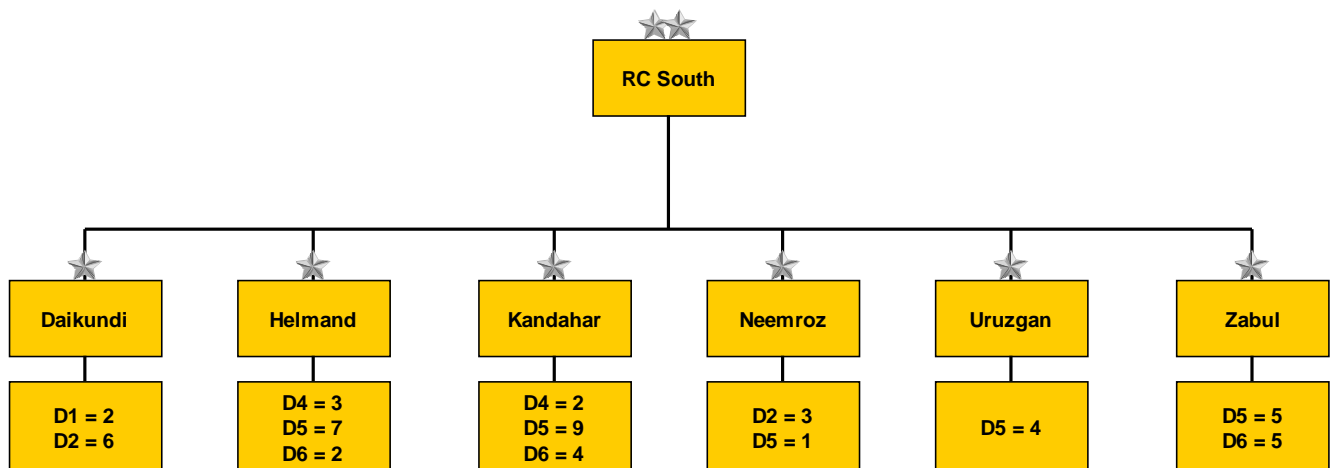 RC South
Daikundi
Helmand
Kandahar
Neemroz
Uruzgan
Zabul
D1 = 2
D2 = 6
D4 = 3
D5 = 7
D6 = 2
D4 = 2
D5 = 9
D6 = 4
D2 = 3
D5 = 1
D5 = 4
D5 = 5
D6 = 5